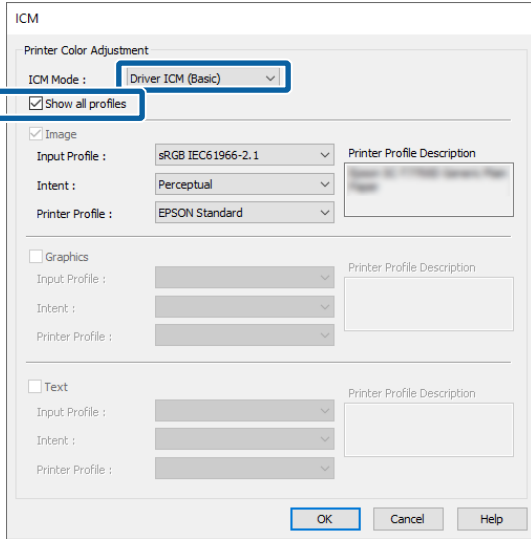 ICM
Printer Color Adjustment
ICM Mode : Driver ICM (Basic)
Show all profiles
Image
Input Profile : sRGB IEC61966-2.1 Printer Profile Description
Intent : Perceptual
Printer Profile : EPSON Standard
Graphics
Input Profile : Printer Profile Description
Intent :
Printer Profile :
Text
Input Profile : Printer Profile Description
Intent :
Printer Profile :
OK Cancel Help